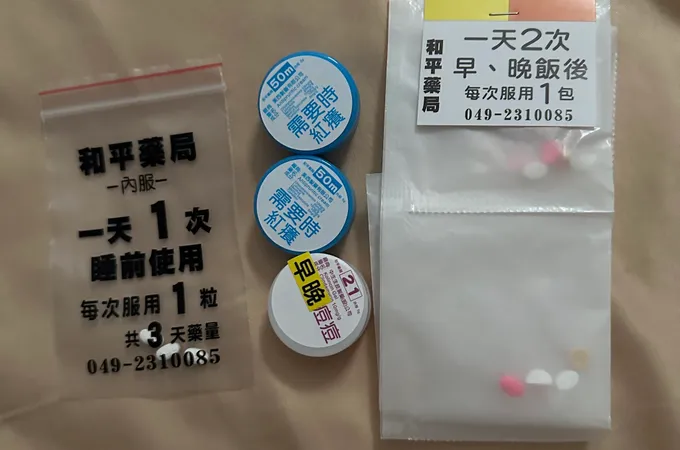 和平藥局
─內服─
一天1次
睡前使用
每次服用1粒
共3天藥量
049-2310085
50m
需要時
紅癢
50m
需要時
紅癢
21
早晚
痘痘
和平藥局
一天2次
早、晚飯後
每次服用1包
049-2310085